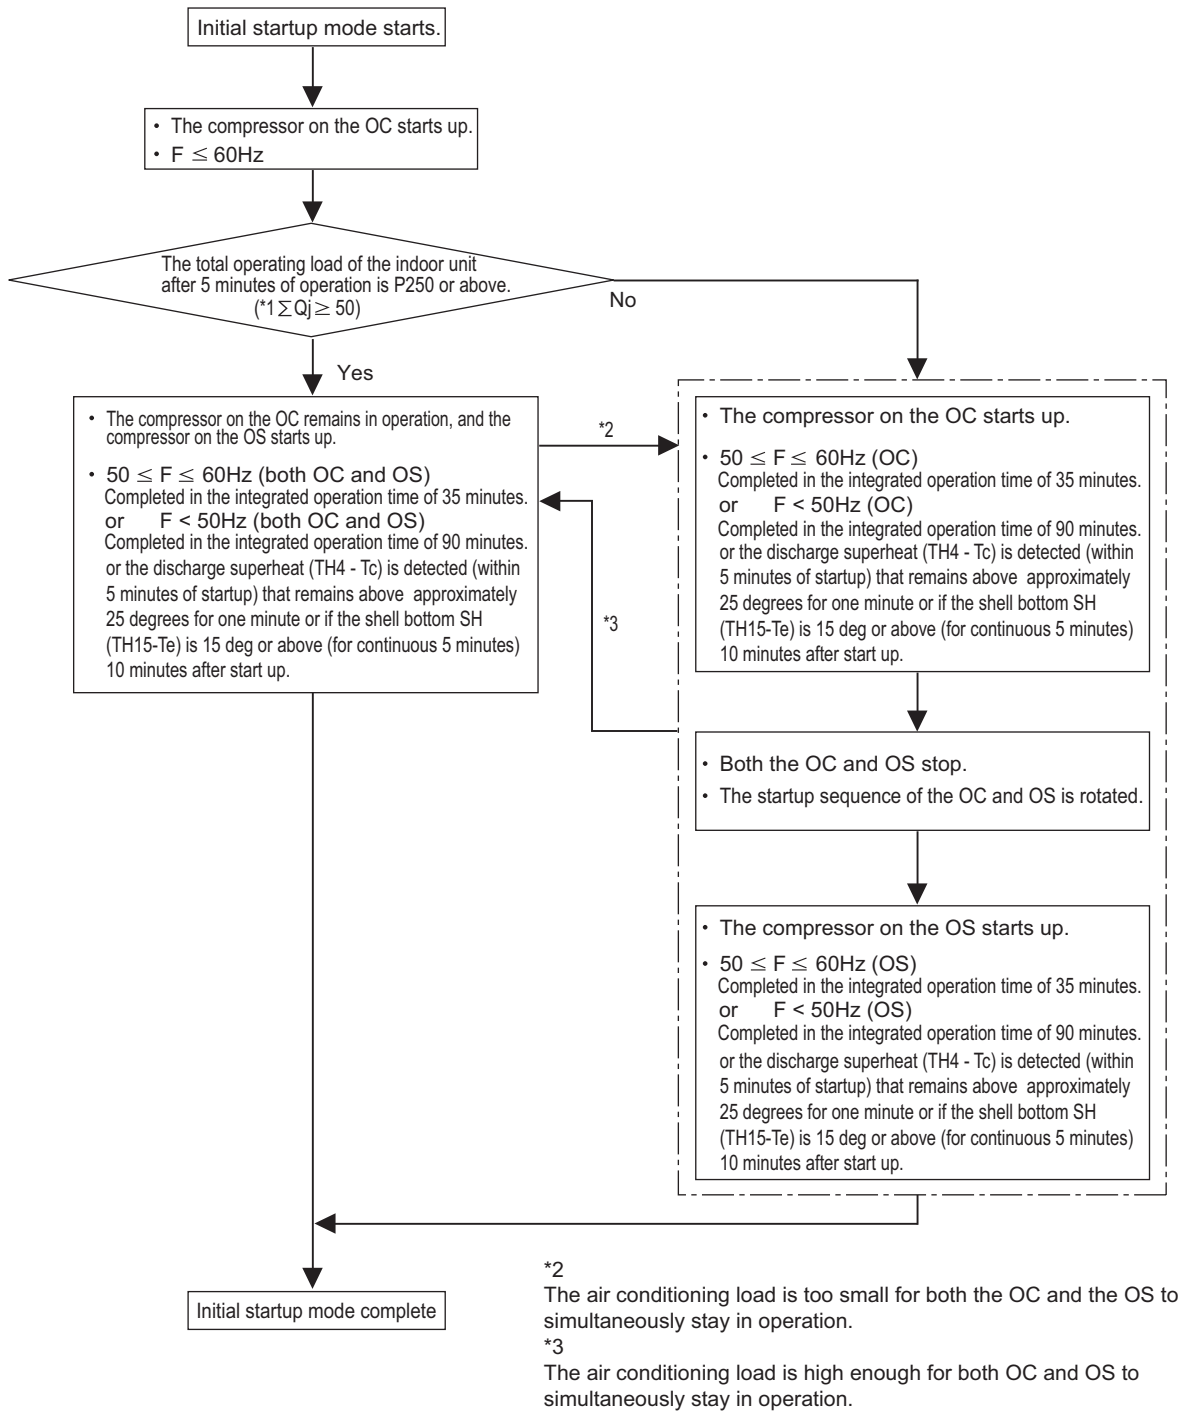 Initial startup mode starts.
・ The compressor on the OC starts up.
・ F ≤ 60Hz
The total operating load of the indoor unit
after 5 minutes of operation is P250 or above.
(*1∑Qj ≥ 50)
No
Yes
・ The compressor on the OC remains in operation, and the
compressor on the OS starts up.
・ 50 ≤ F ≤ 60Hz (both OC and OS)
Completed in the integrated operation time of 35 minutes.
or F < 50Hz (both OC and OS)
Completed in the integrated operation time of 90 minutes.
or the discharge superheat (TH4 - Tc) is detected (within
5 minutes of startup) that remains above approximately
25 degrees for one minute or if the shell bottom SH
(TH15-Te) is 15 deg or above (for continuous 5 minutes)
10 minutes after start up.
*2
*3
・ The compressor on the OC starts up.
・ 50 ≤ F ≤ 60Hz (OC)
Completed in the integrated operation time of 35 minutes.
or F < 50Hz (OC)
Completed in the integrated operation time of 90 minutes.
or the discharge superheat (TH4 - Tc) is detected (within
5 minutes of startup) that remains above approximately
25 degrees for one minute or if the shell bottom SH
(TH15-Te) is 15 deg or above (for continuous 5 minutes)
10 minutes after start up.
・ Both the OC and OS stop.
・ The startup sequence of the OC and OS is rotated.
・ The compressor on the OS starts up.
・ 50 ≤ F ≤ 60Hz (OS)
Completed in the integrated operation time of 35 minutes.
or F < 50Hz (OS)
Completed in the integrated operation time of 90 minutes.
or the discharge superheat (TH4 - Tc) is detected (within
5 minutes of startup) that remains above approximately
25 degrees for one minute or if the shell bottom SH
(TH15-Te) is 15 deg or above (for continuous 5 minutes)
10 minutes after start up.
Initial startup mode complete
*2
The air conditioning load is too small for both the OC and the OS to
simultaneously stay in operation.
*3
The air conditioning load is high enough for both OC and OS to
simultaneously stay in operation.